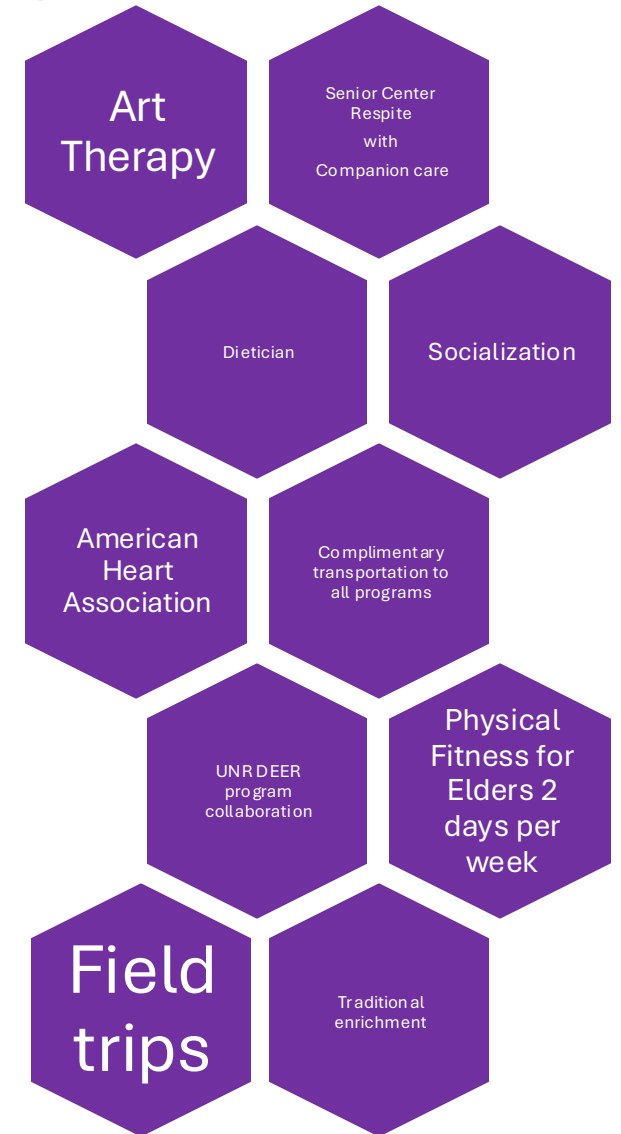 Art
Therapy
Senior Center
Respite
with
Companion care
Dietician
Socialization
American
Heart
Association
Complimentary
transportation to
all programs
UNR DEER
program
collaboration
Physical
Fitness for
Elders 2
days per
week
Field
trips
Traditional
enrichment